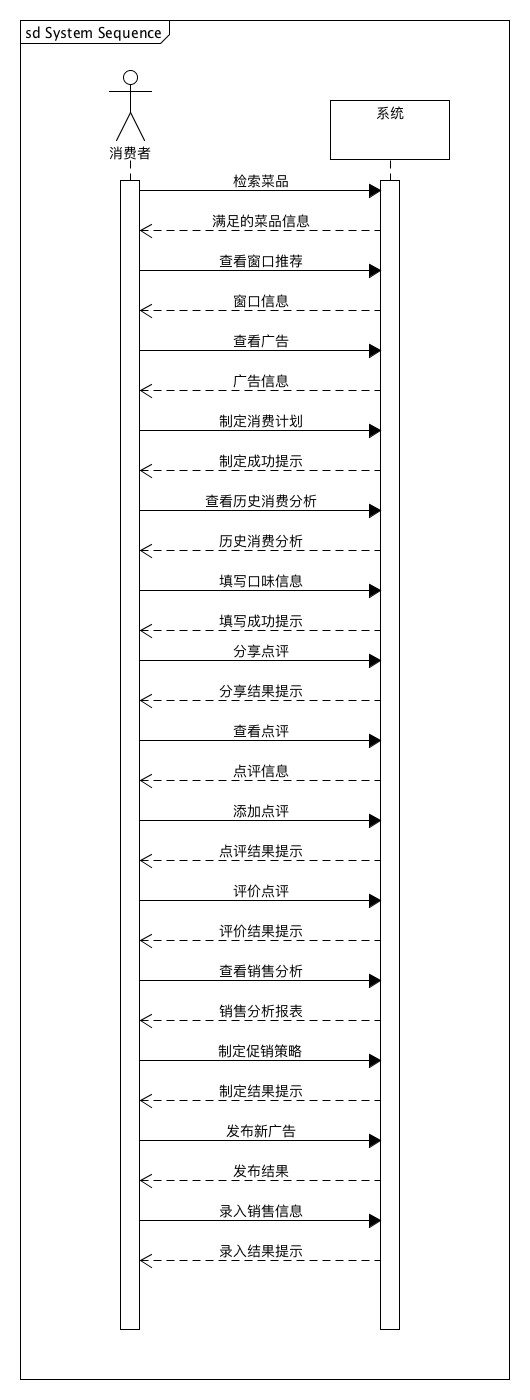 sd System Sequence
消费者
系统
检索菜品
满足的菜品信息
查看窗口推荐
窗口信息
查看广告
广告信息
制定消费计划
制定成功提示
查看历史消费分析
历史消费分析
填写口味信息
填写成功提示
分享点评
分享结果提示
查看点评
点评信息
添加点评
点评结果提示
评价点评
评价结果提示
查看销售分析
销售分析报表
制定促销策略
制定结果提示
发布新广告
发布结果
录入销售信息
录入结果提示